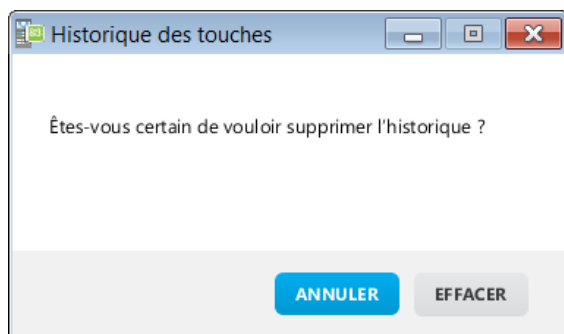 Historique des touches
Êtes-vous certain de vouloir supprimer l'historique ?
ANNULER EFFACER